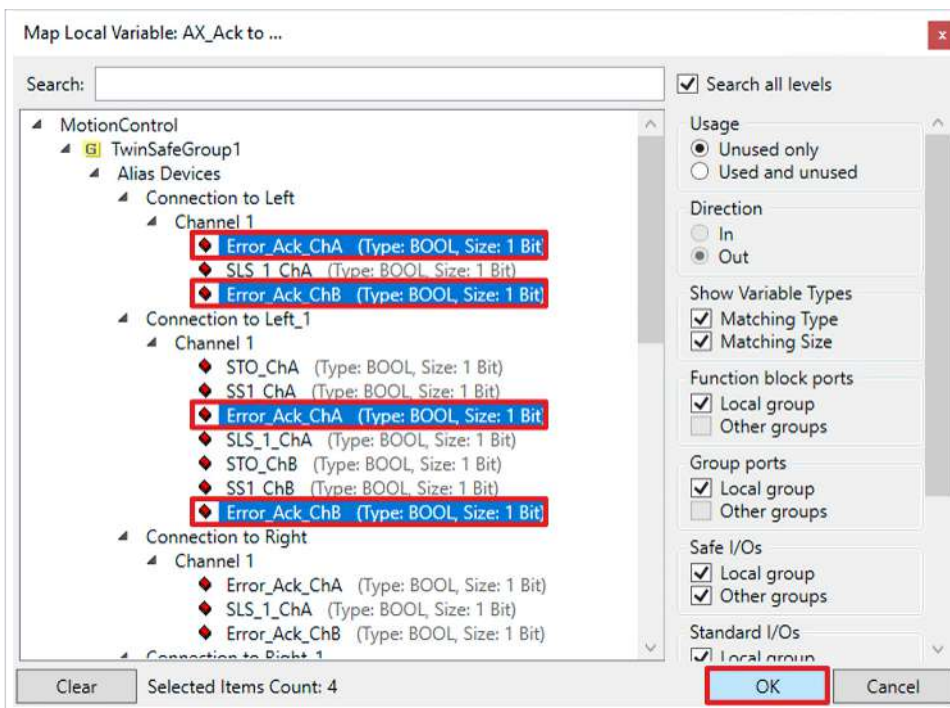 Map Local Variable: AX_Ack to ...
x
Search:
Search all levels
MotionControl
G TwinSafeGroup1
Alias Devices
Connection to Left
Channel 1
Error_Ack_ChA (Type: BOOL, Size: 1 Bit)
SLS_1_ChA (Type: BOOL, Size: 1 Bit)
Error_Ack_ChB (Type: BOOL, Size: 1 Bit)
Connection to Left_1
Channel 1
STO_ChA (Type: BOOL, Size: 1 Bit)
SS1_ChA (Type: BOOL, Size: 1 Bit)
Error_Ack_ChA (Type: BOOL, Size: 1 Bit)
SLS_1_ChA (Type: BOOL, Size: 1 Bit)
STO_ChB (Type: BOOL, Size: 1 Bit)
SS1_ChB (Type: BOOL, Size: 1 Bit)
Error_Ack_ChB (Type: BOOL, Size: 1 Bit)
Connection to Right
Channel 1
Error_Ack_ChA (Type: BOOL, Size: 1 Bit)
SLS_1_ChA (Type: BOOL, Size: 1 Bit)
Error_Ack_ChB (Type: BOOL, Size: 1 Bit)
Connection to Right_1
Usage
Unused only
Used and unused
Direction
In
Out
Show Variable Types
Matching Type
Matching Size
Function block ports
Local group
Other groups
Group ports
Local group
Other groups
Safe I/Os
Local group
Other groups
Standard I/Os
Local group
Clear
Selected Items Count: 4
OK
Cancel